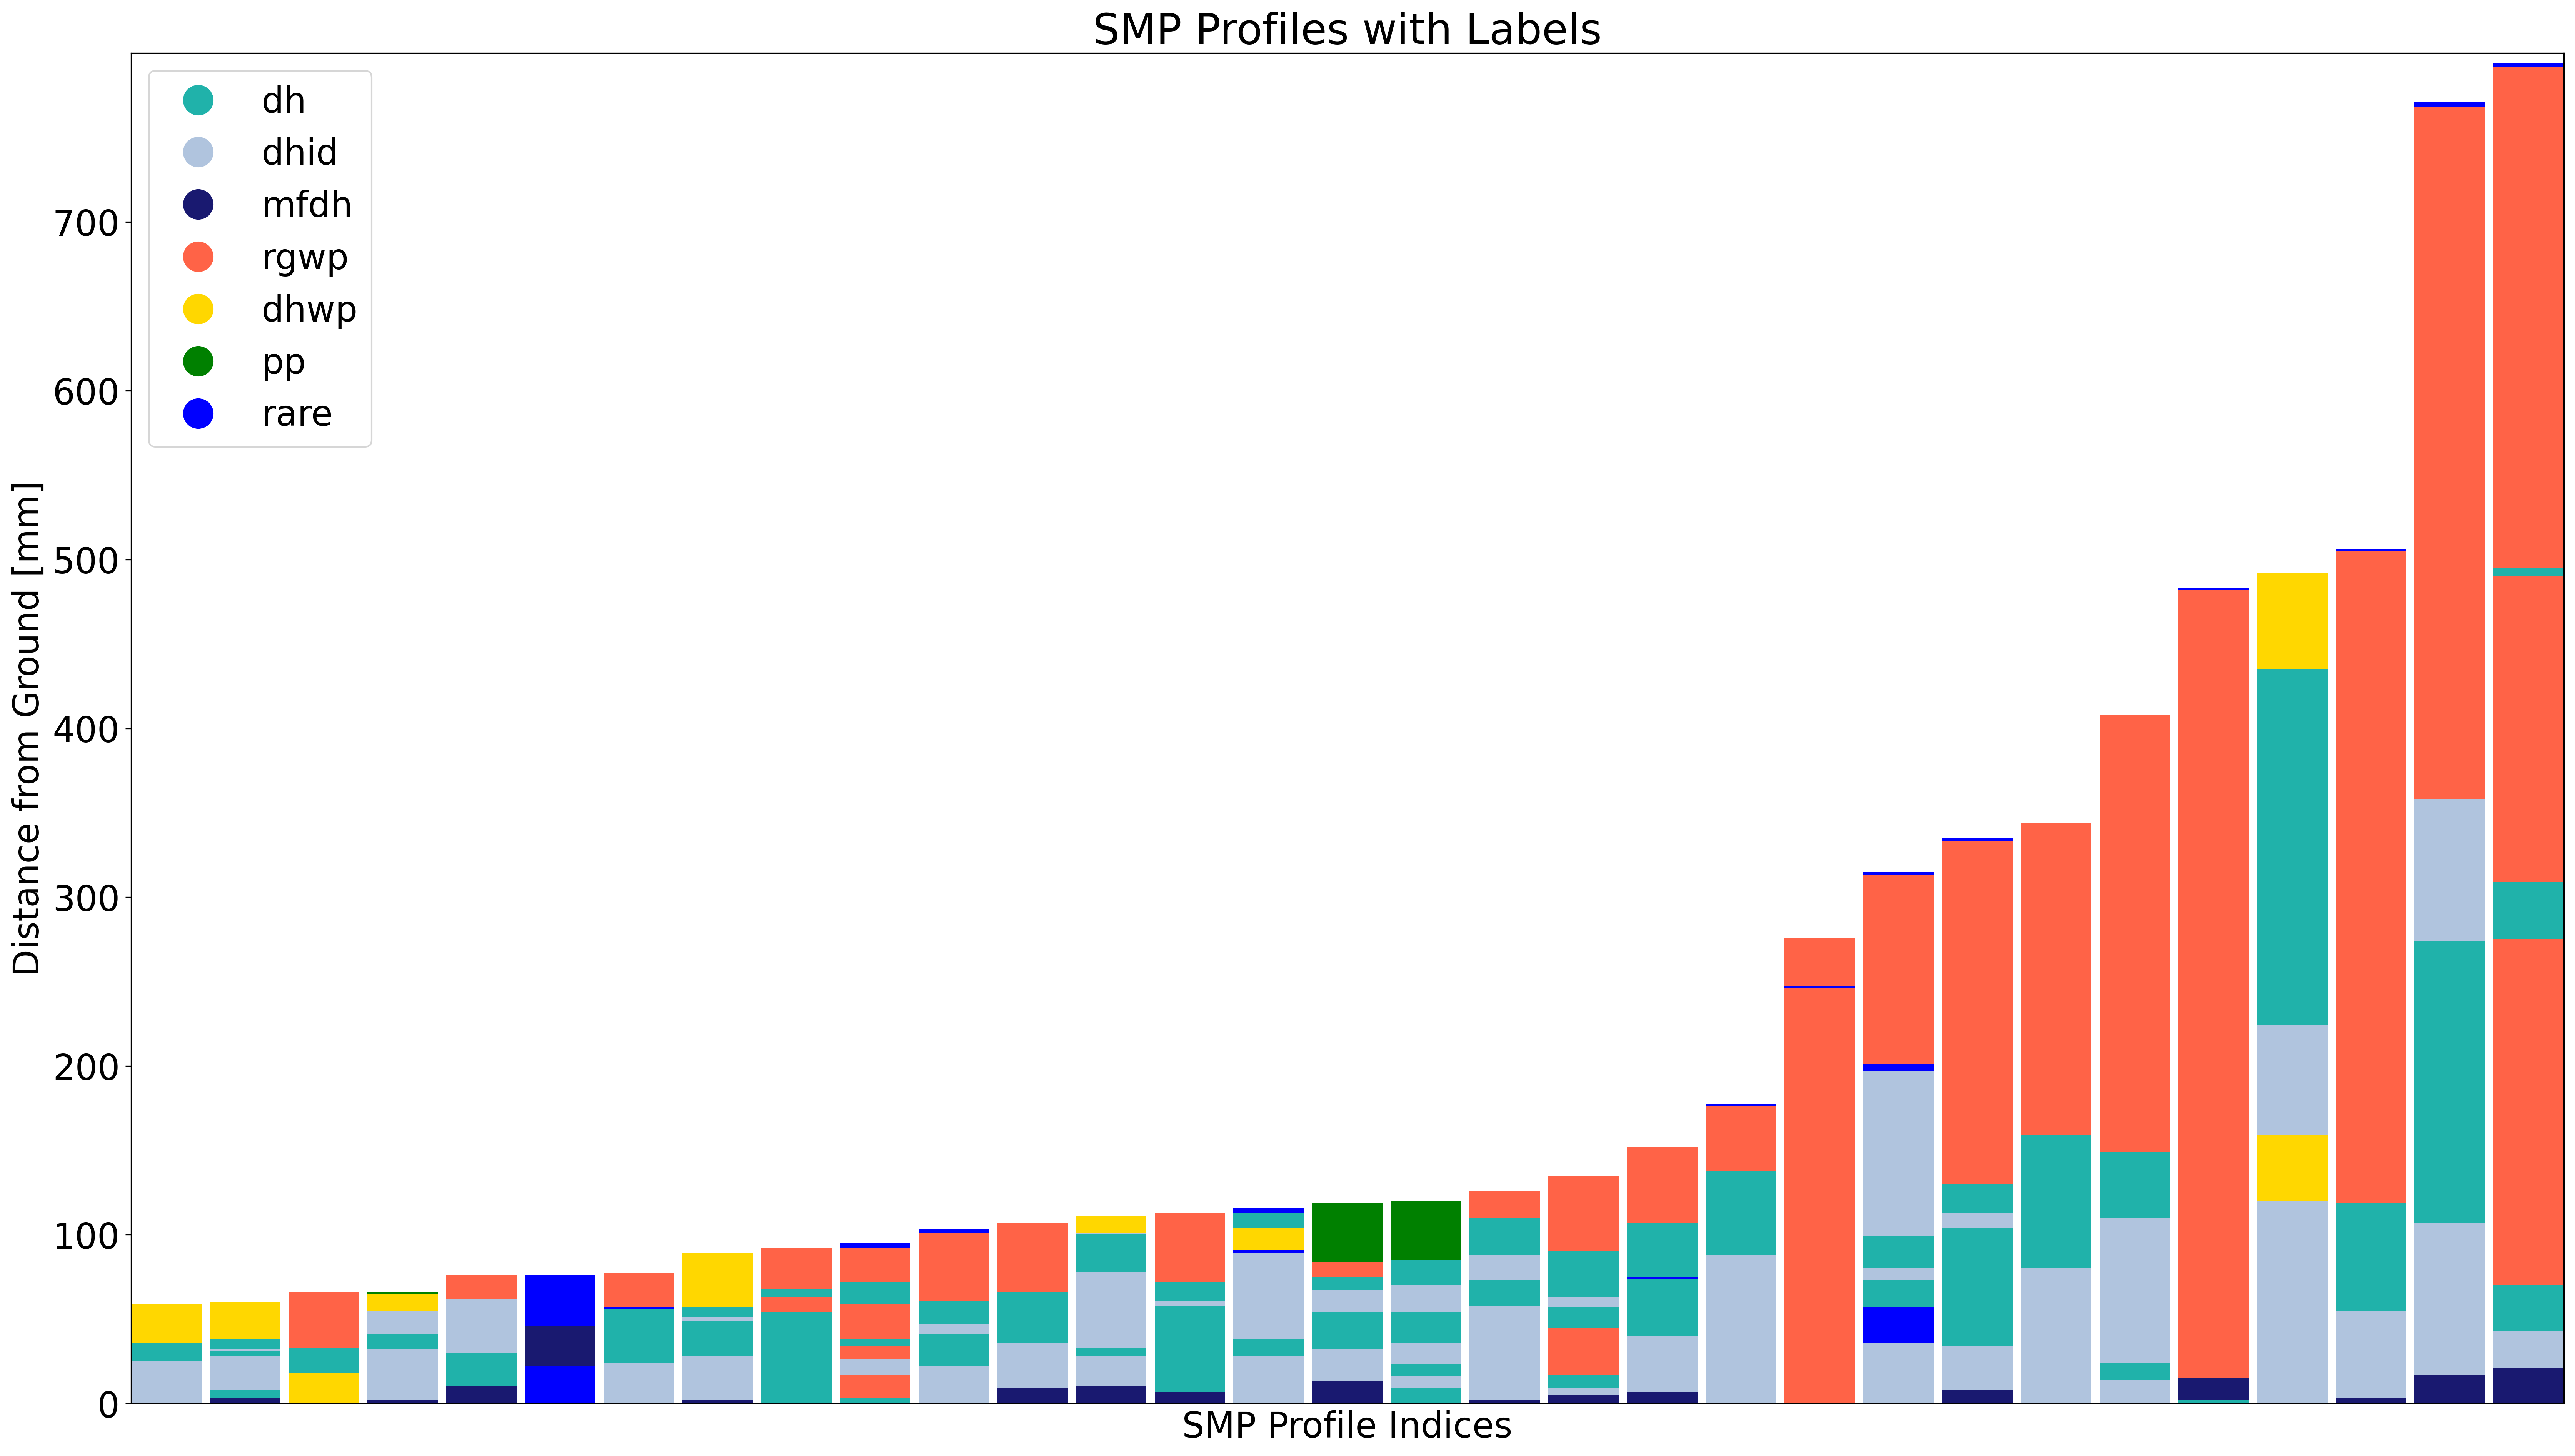 SMP Profiles with Labels
dh
dhid
mfdh
rgwp
dhwp
pp
rare
Distance from Ground [mm]
700
600
500
400
300
200
100
0
SMP Profile Indices